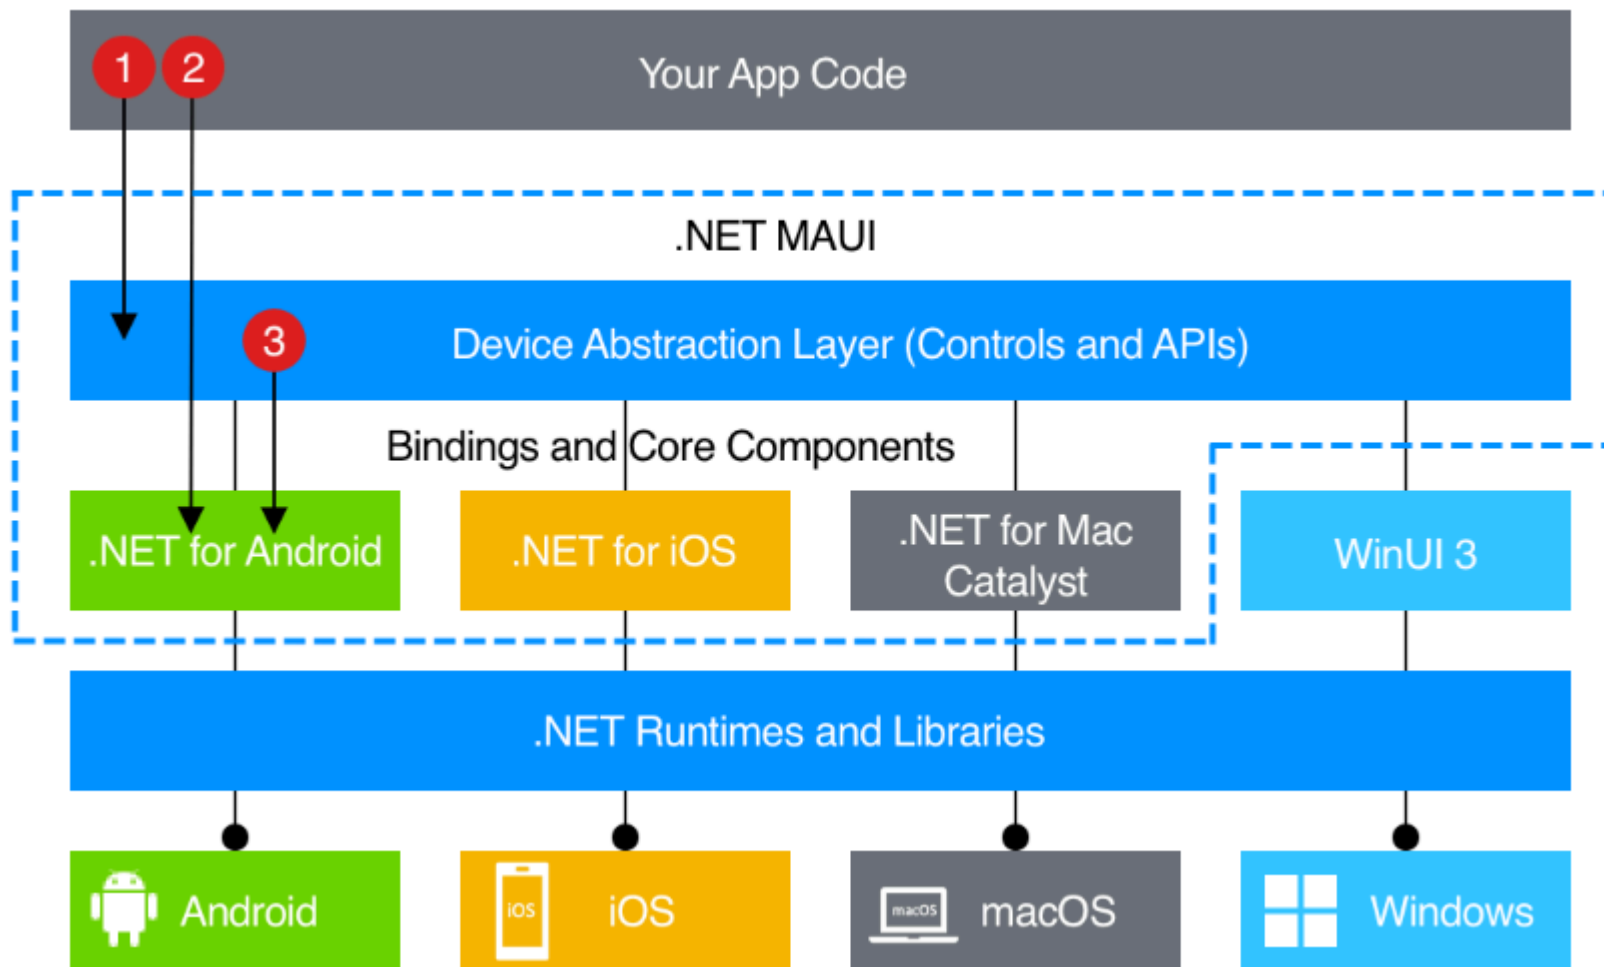 1 2
Your App Code
.NET MAUI
3
Device Abstraction Layer (Controls and APIs)
Bindings and Core Components
.NET for Android
.NET for iOS
.NET for Mac
Catalyst
WinUI 3
.NET Runtimes and Libraries
Android
iOS
iOS
macOS
macOS
Windows